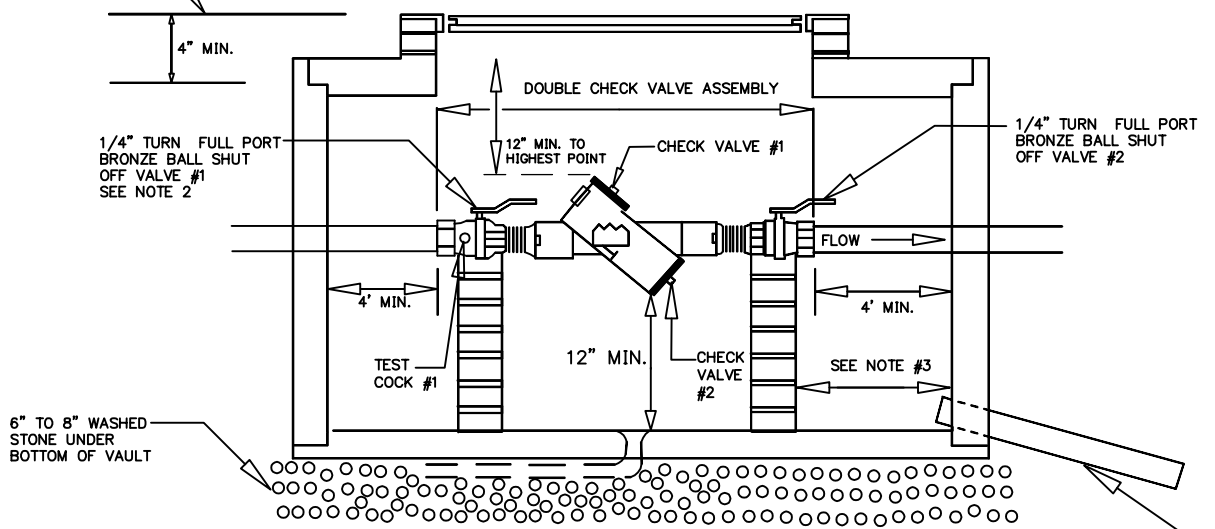 4" MIN.
DOUBLE CHECK VALVE ASSEMBLY
1/4" TURN FULL PORT
BRONZE BALL SHUT
OFF VALVE #1
SEE NOTE 2
12" MIN. TO
HIGHEST POINT
CHECK VALVE #1
1/4" TURN FULL PORT
BRONZE BALL SHUT
OFF VALVE #2
FLOW
4' MIN.
4' MIN.
TEST
COCK #1
12" MIN.
CHECK
VALVE
#2
SEE NOTE #3
6" TO 8" WASHED
STONE UNDER
BOTTOM OF VAULT